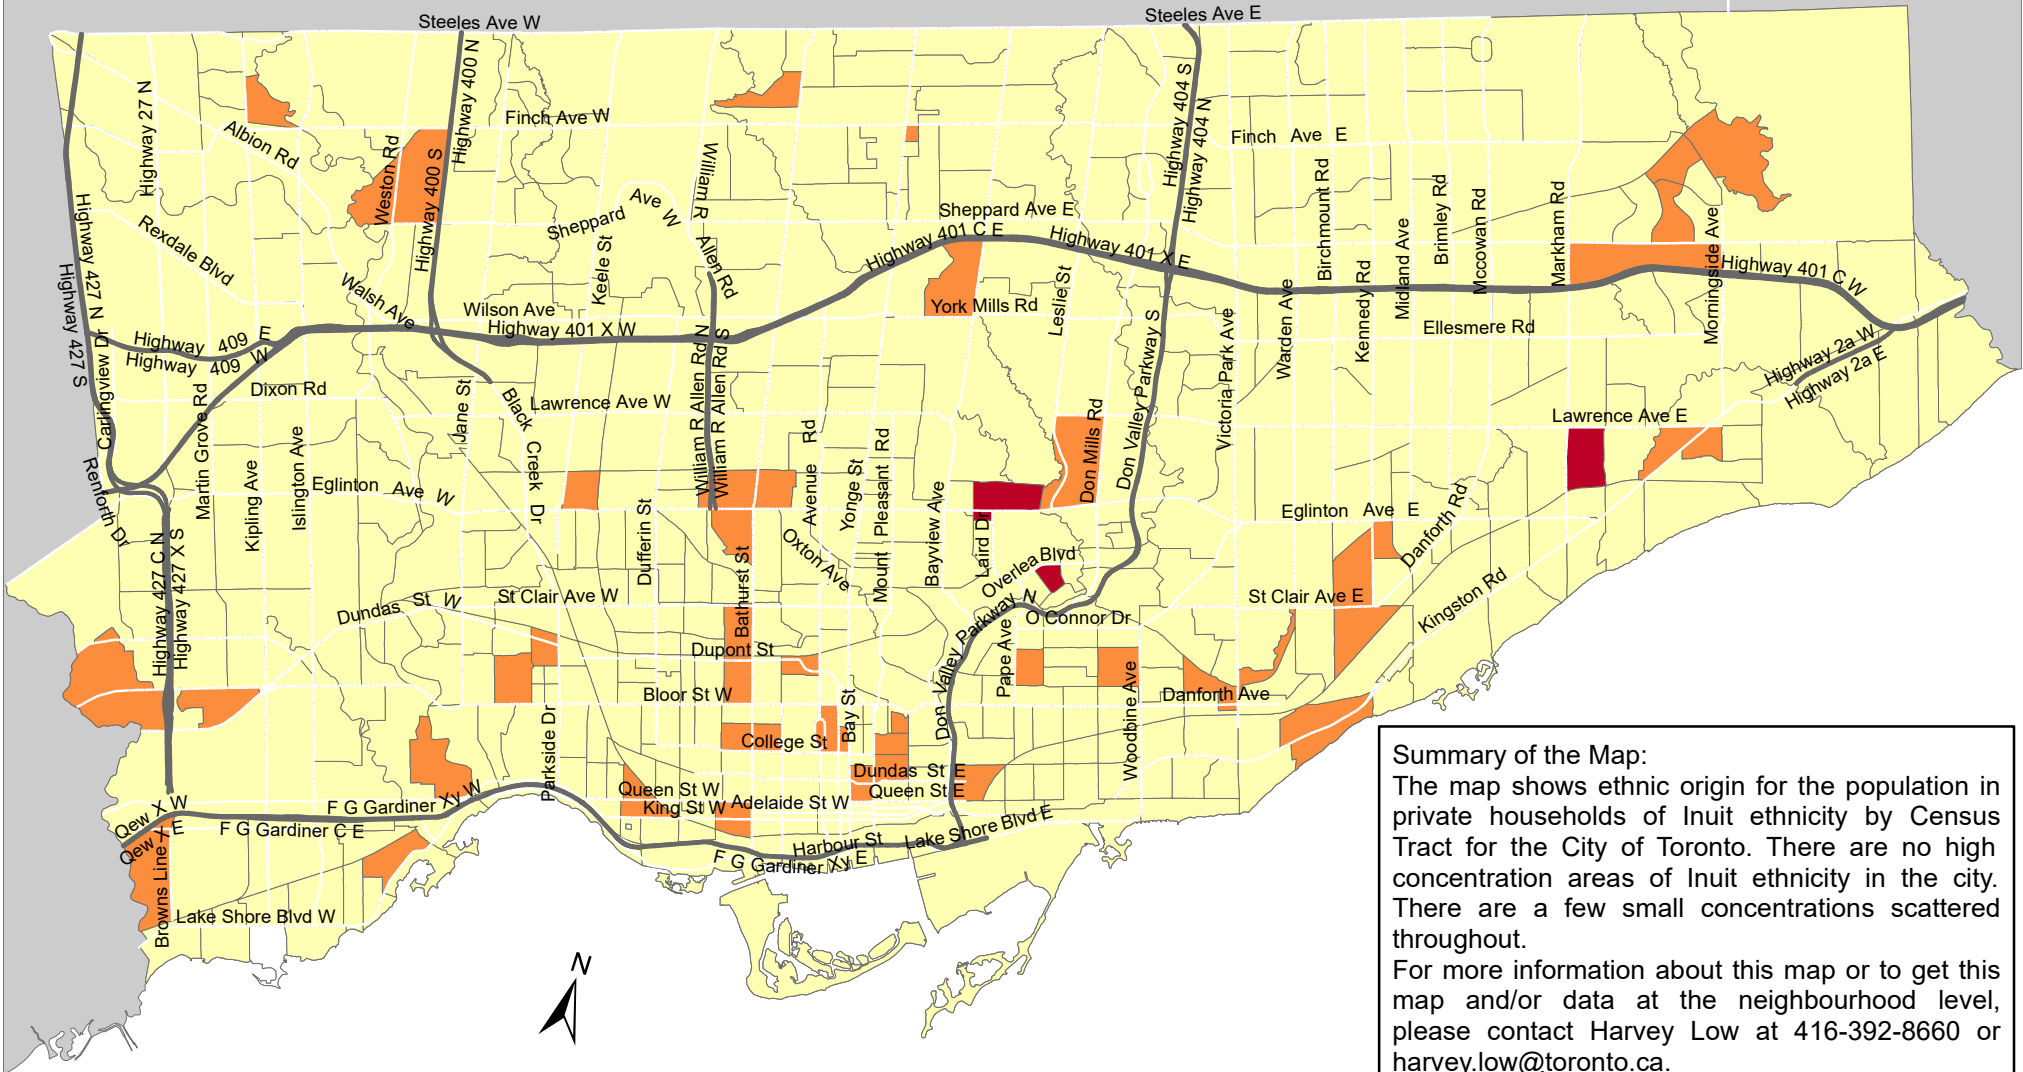 Steeles Ave W
Steeles Ave E
Highway 27 N
Albion Rd
Weston Rd
Highway 400 N
Highway 400 S
Finch Ave W
William R
Allen Rd
Highway 404 S
Highway 404 N
Finch Ave E
Birchmount Rd
Brimley Rd
Mccowan Rd
Markham Rd
Midland Ave
Kennedy Rd
Warden Ave
Morningside Ave
Sheppard Ave W
Sheppard Ave E
Keele St
Rexdale Blvd
Highway 427 N
Highway 427 S
Walsh Ave
Wilson Ave
Highway 401 X W
Highway 401 C E
Highway 401 X E
Highway 401 C W
York Mills Rd
Leslie St
Ellesmere Rd
Highway 2a W
Highway 2a E
Highway 409 E
Highway 409 W
Carlingview Dr
Dixon Rd
Martin Grove Rd
Kipling Ave
Islington Ave
Jane St
Black Creek Dr
Lawrence Ave W
William R Allen Rd N
William R Allen Rd S
Avenue Rd
Yonge St
Mount Pleasant Rd
Bayview Ave
Don Mills Rd
Don Valley Parkway S
Victoria Park Ave
Lawrence Ave E
Renforth Dr
Eglinton Ave W
Eglinton Ave E
Danforth Rd
Kingston Rd
Dufferin St
Bathurst St
Oxton Ave
Laird Dr
Overlea Blvd
Highway 427 C N
Highway 427 X S
Dundas St W
St Clair Ave W
St Clair Ave E
O Connor Dr
Don Valley Parkway N
Pape Ave
Dupont St
Bloor St W
Danforth Ave
Woodbine Ave
Parkside Dr
Bay St
College St
Dundas St E
Queen St E
Queen St W
King St W
Adelaide St W
Qew X W
Qew X E
F G Gardiner Xy W
F G Gardiner C E
Harbour St
Lake Shore Blvd E
F G Gardiner Xy E
Browns Line
Lake Shore Blvd W
N
Summary of the Map:
The map shows ethnic origin for the population in
private households of Inuit ethnicity by Census
Tract for the City of Toronto. There are no high
concentration areas of Inuit ethnicity in the city.
There are a few small concentrations scattered
throughout.
For more information about this map or to get this
map and/or data at the neighbourhood level,
please contact Harvey Low at 416-392-8660 or
harvey.low@toronto.ca.